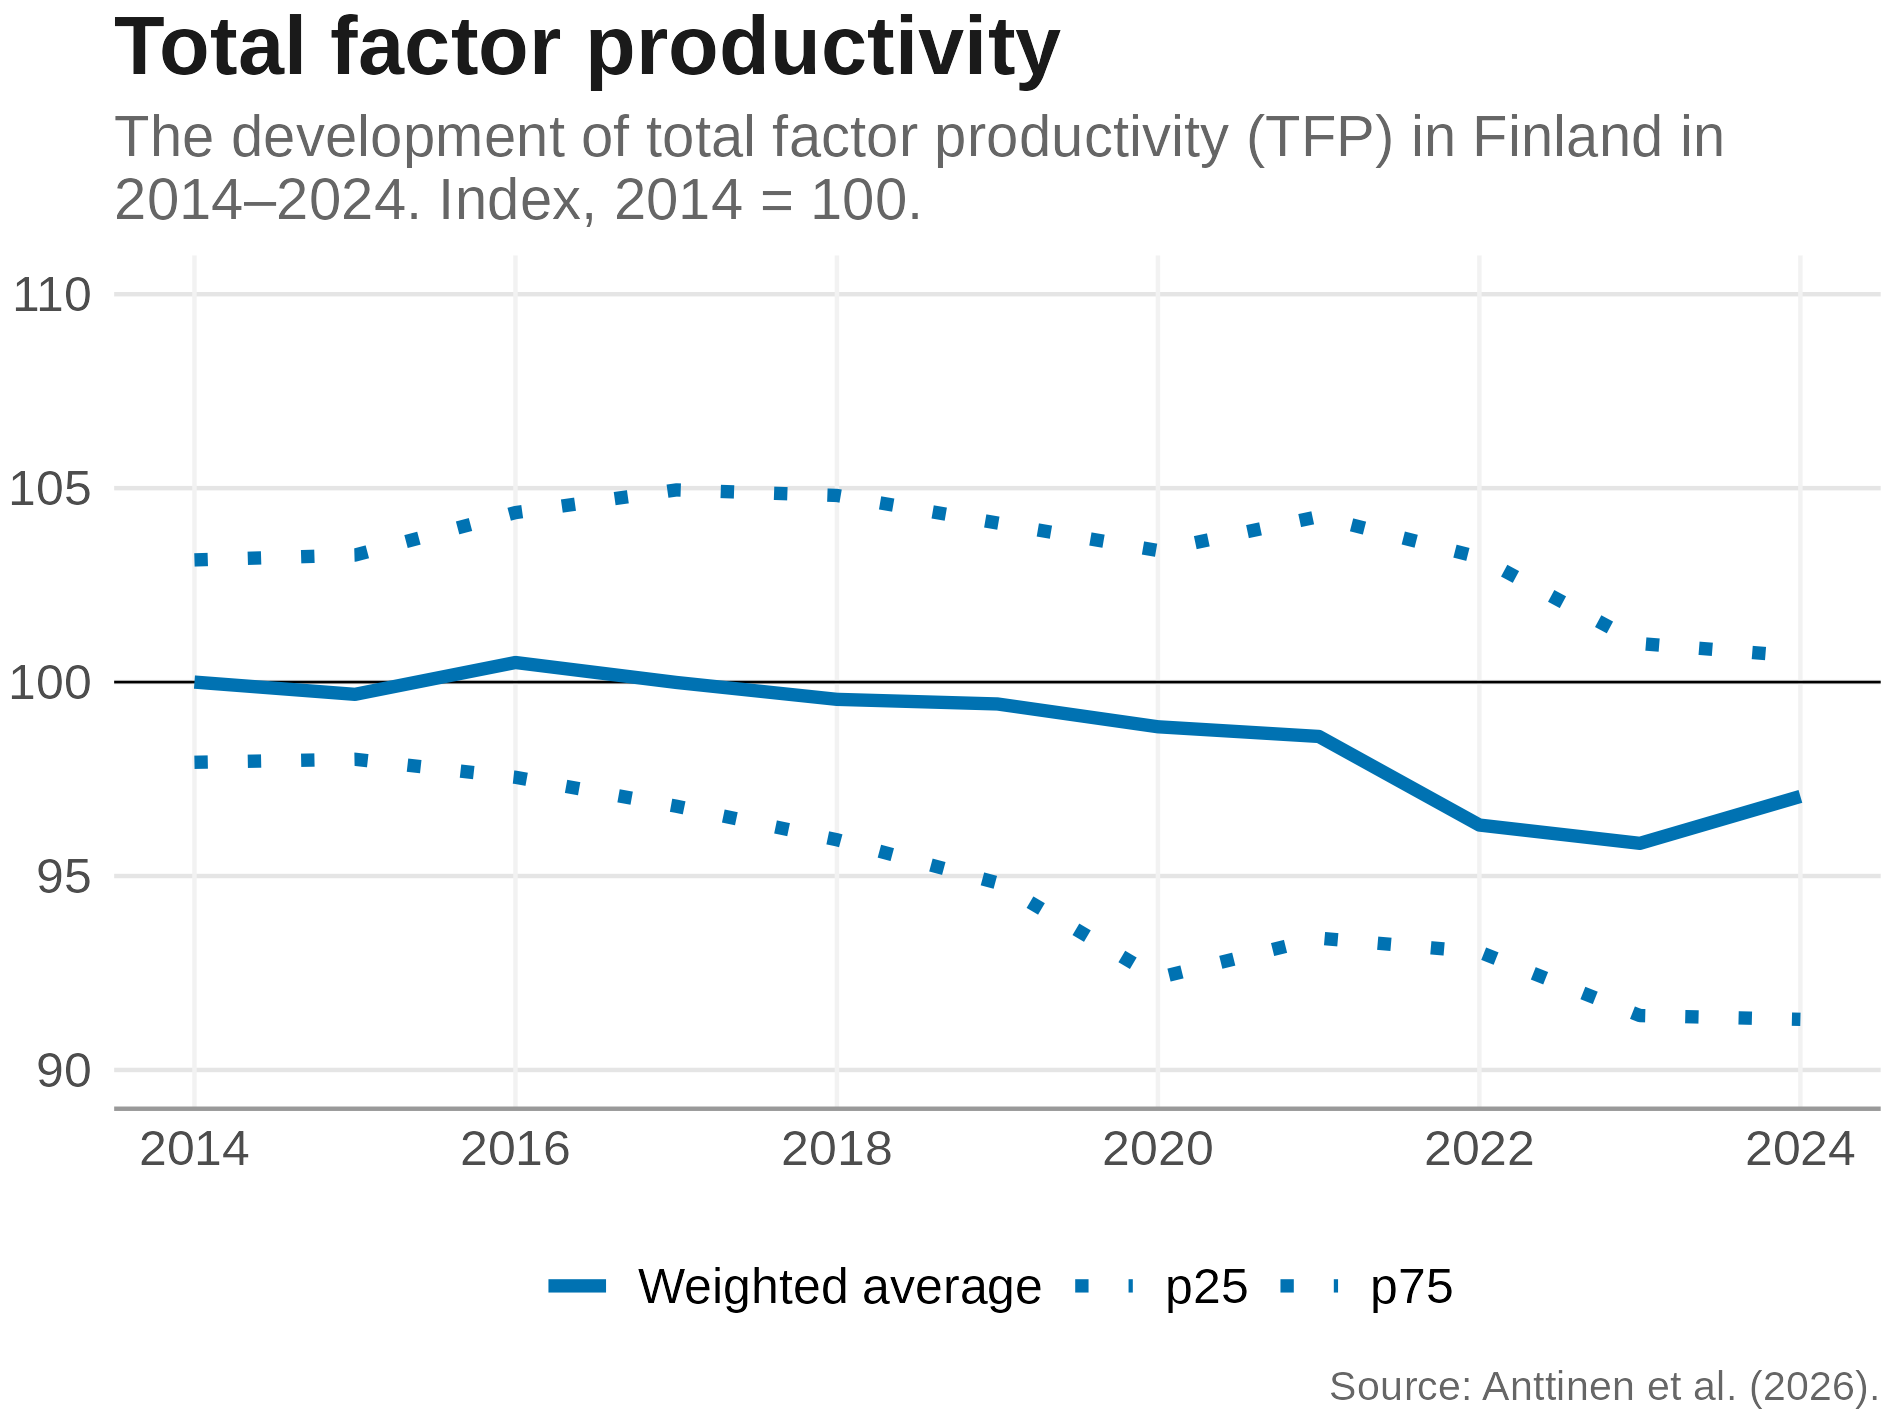 Total factor productivity
The development of total factor productivity (TFP) in Finland in
2014–2024. Index, 2014 = 100.
110
105
100
95
90
2014 2016 2018 2020 2022 2024
Weighted average p25 p75
Source: Anttinen et al. (2026).